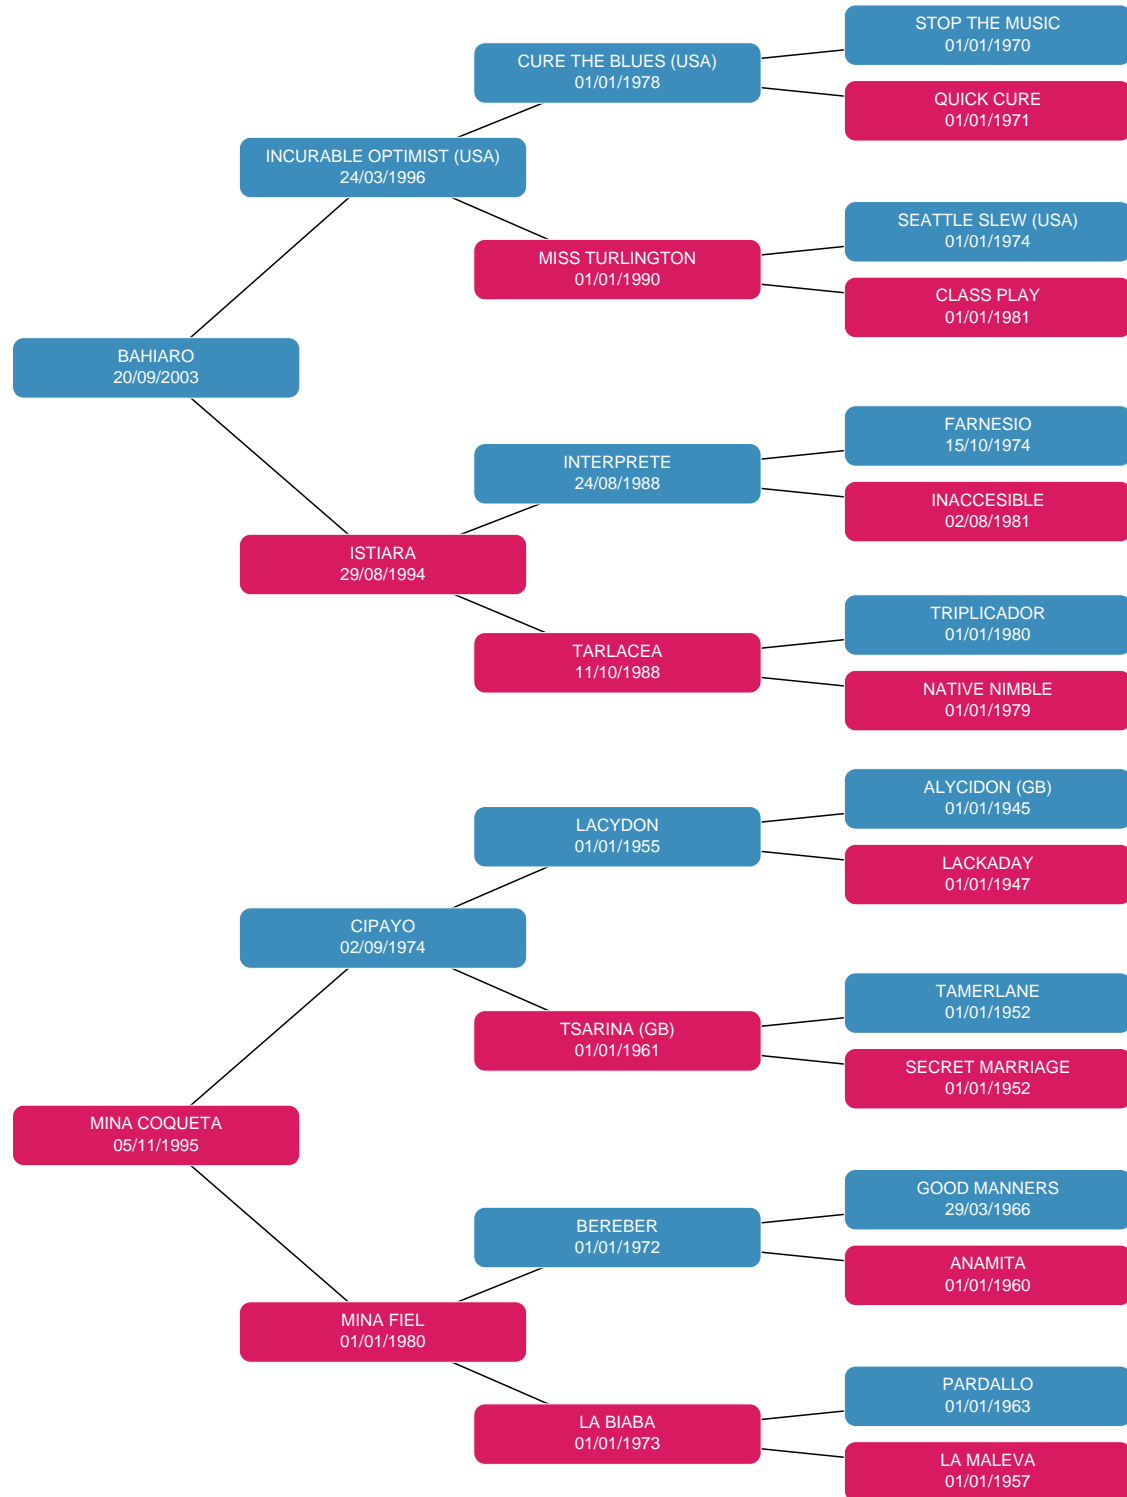 STOP THE MUSIC
01/01/1970
CURE THE BLUES (USA)
01/01/1978
QUICK CURE
01/01/1971
INCURABLE OPTIMIST (USA)
24/03/1996
SEATTLE SLEW (USA)
01/01/1974
MISS TURLINGTON
01/01/1990
CLASS PLAY
01/01/1981
BAHIARO
20/09/2003
FARNESIO
15/10/1974
INTERPRETE
24/08/1988
INACCESIBLE
02/08/1981
ISTIARA
29/08/1994
TRIPLICADOR
01/01/1980
TARLACEA
11/10/1988
NATIVE NIMBLE
01/01/1979
ALYCIDON (GB)
01/01/1945
LACYDON
01/01/1955
LACKADAY
01/01/1947
CIPAYO
02/09/1974
TAMERLANE
01/01/1952
TSARINA (GB)
01/01/1961
SECRET MARRIAGE
01/01/1952
MINA COQUETA
05/11/1995
GOOD MANNERS
29/03/1966
BEREBER
01/01/1972
ANAMITA
01/01/1960
MINA FIEL
01/01/1980
PARDALLO
01/01/1963
LA BIABA
01/01/1973
LA MALEVA
01/01/1957